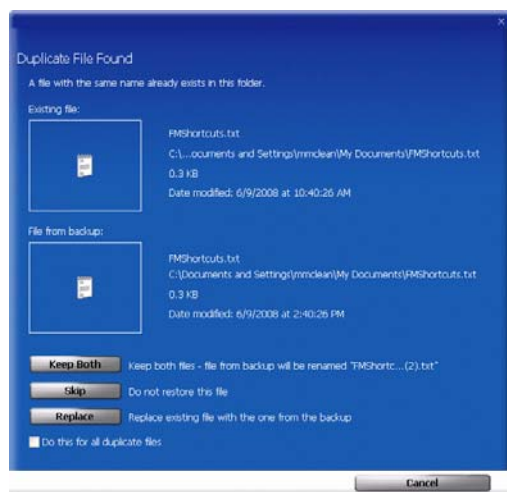 Duplicate File Found
A file with the same name already exists in this folder.
Existing file:
FMShortcuts.txt
C:\...ocuments and Settings\mmclean\My Documents\FMShortcuts.txt
0.3 KB
Date modified: 6/9/2008 at 10:40:26 AM
File from backup:
FMShortcuts.txt
C:\Documents and Settings\mmclean\My Documents\FMShortcuts.txt
0.3 KB
Date modified: 6/9/2008 at 2:40:26 PM
Keep Both Keep both files - file from backup will be renamed "FMShortc...(2).txt"
Skip Do not restore this file
Replace Replace existing file with the one from the backup
Do this for all duplicate files
Cancel